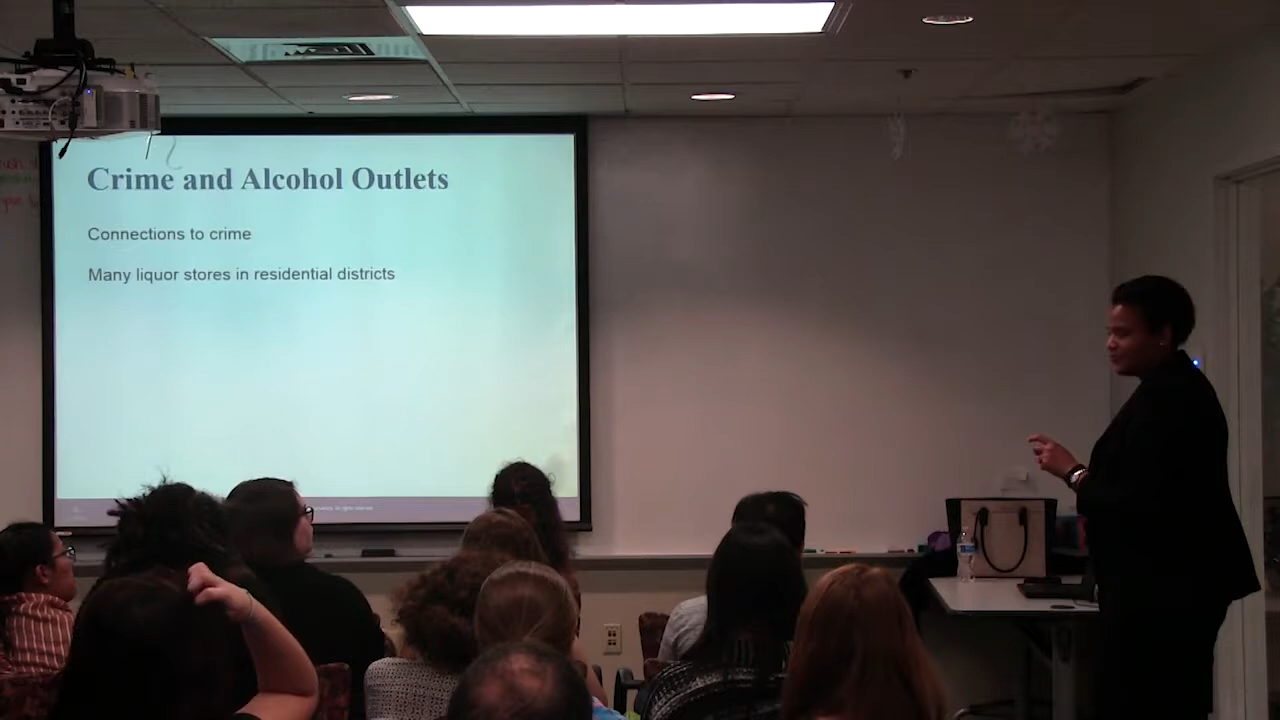 Crime and Alcohol Outlets
Connections to crime
Many liquor stores in residential districts